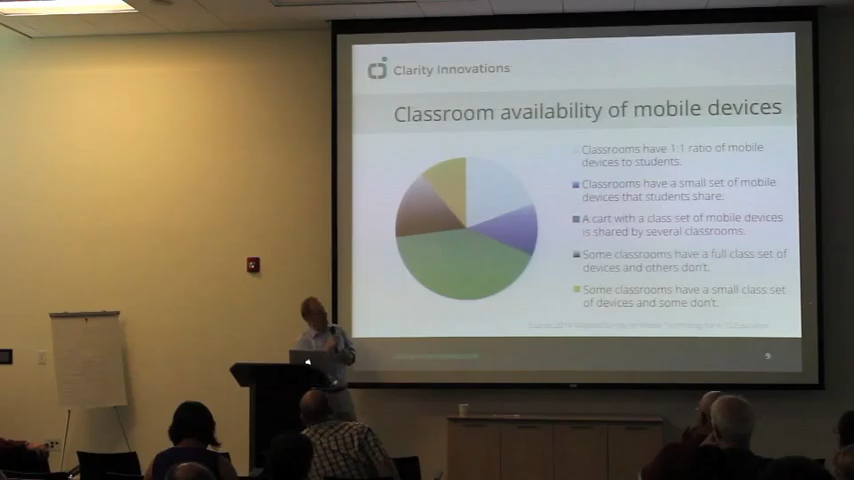 Clarity Innovations
Classroom availability of mobile devices
Classrooms have 1:1 ratio of mobile
devices to students.
Classrooms have a small set of mobile
devices that students share.
A cart with a class set of mobile devices
is shared by several classrooms.
Some classrooms have a full class set of
devices and others don't.
Some classrooms have a small class set
of devices and some don't.
9